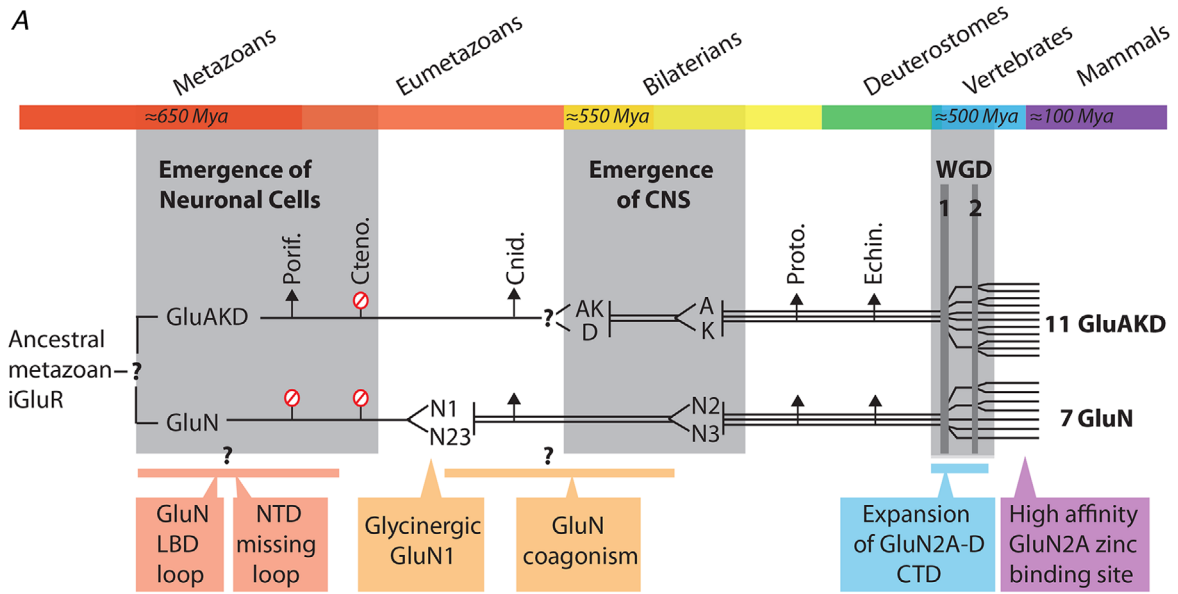 A
Metazoans
Eumetazoans
Bilaterians
Deuterostomes
Vertebrates
Mammals
≈650 Mya
≈550 Mya
≈500 Mya
≈100 Mya
Emergence of
Neuronal Cells
Emergence
of CNS
WGD
1 2
Porif.
Cteno.
Cnid.
Proto.
Echin.
GluAKD
?
AK
D
A
K
11 GluAKD
Ancestral
metazoan
iGluR
?
GluN
N1
N23
N2
N3
7 GluN
?
?
GluN
LBD
loop
NTD
missing
loop
Glycinergic
GluN1
GluN
coagonism
Expansion
of GluN2A-D
CTD
High affinity
GluN2A zinc
binding site